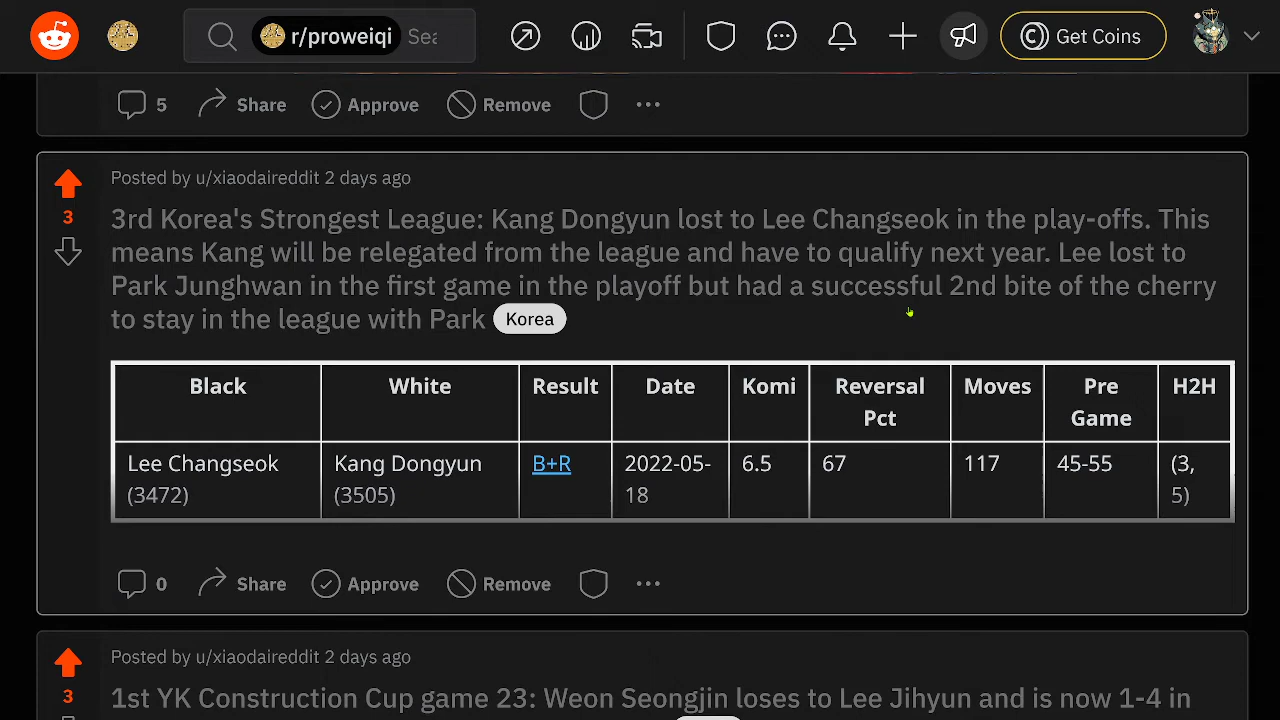 r/proweiqi Sea
Get Coins
5 Share Approve Remove
Posted by u/xiaodaireddit 2 days ago
3
3rd Korea's Strongest League: Kang Dongyun lost to Lee Changseok in the play-offs. This
means Kang will be relegated from the league and have to qualify next year. Lee lost to
Park Junghwan in the first game in the playoff but had a successful 2nd bite of the cherry
to stay in the league with Park Korea
Black White Result Date Komi Reversal Pct Moves Pre Game H2H
Lee Changseok (3472) Kang Dongyun (3505) B+R 2022-05-18 6.5 67 117 45-55 (3, 5)
0 Share Approve Remove
Posted by u/xiaodaireddit 2 days ago
3
1st YK Construction Cup game 23: Weon Seongjin loses to Lee Jihyun and is now 1-4 in